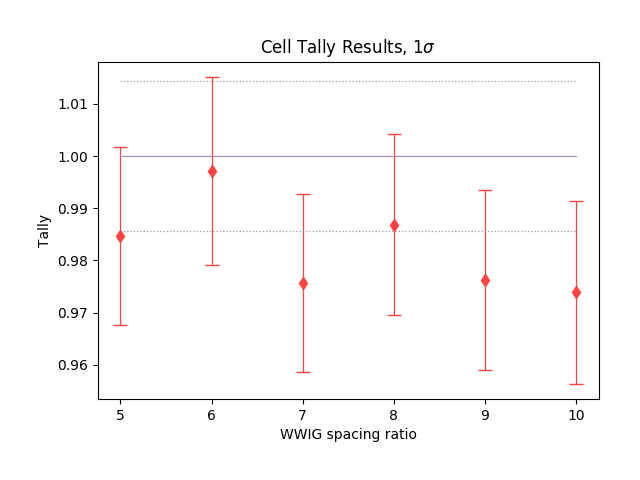 Cell Tally Results, 1σ
Tally
1.01
1.00
0.99
0.98
0.97
0.96
5 6 7 8 9 10
WWIG spacing ratio